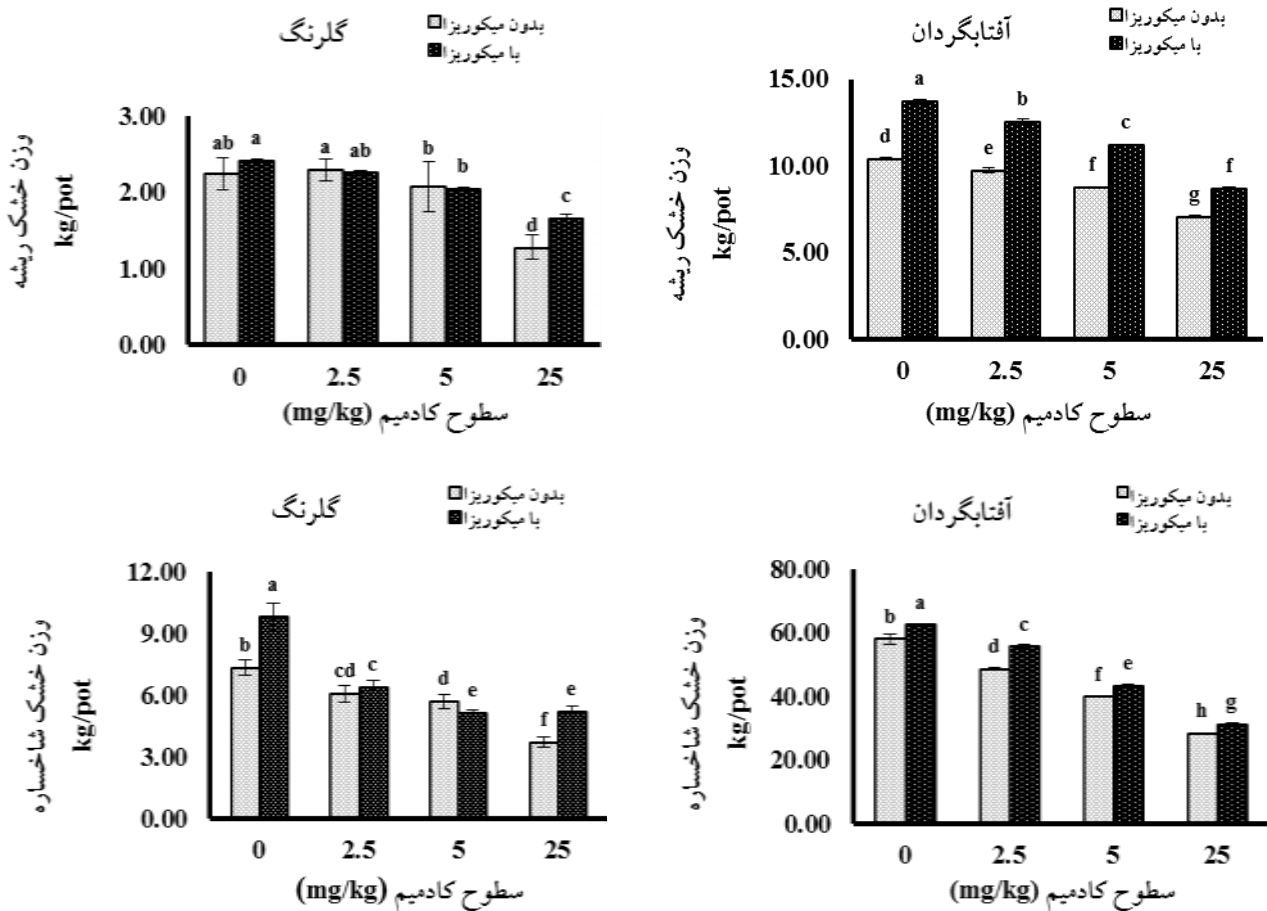 گلرنگ
بدون میکوریزا
با میکوریزا
وزن خشک ریشه
kg/pot
3.00
2.00
1.00
0.00
ab a a ab b b d c
0 2.5 5 25
سطوح کادمیم (mg/kg)
آفتابگردان
بدون میکوریزا
با میکوریزا
وزن خشک ریشه
kg/pot
15.00
10.00
5.00
0.00
d a e b f c g f
0 2.5 5 25
سطوح کادمیم (mg/kg)
گلرنگ
بدون میکوریزا
با میکوریزا
وزن خشک شاخساره
kg/pot
12.00
9.00
6.00
3.00
0.00
b a cd c d e f e
0 2.5 5 25
سطوح کادمیم (mg/kg)
آفتابگردان
بدون میکوریزا
با میکوریزا
وزن خشک شاخساره
kg/pot
80.00
60.00
40.00
20.00
0.00
b a d c f e h g
0 2.5 5 25
سطوح کادمیم (mg/kg)